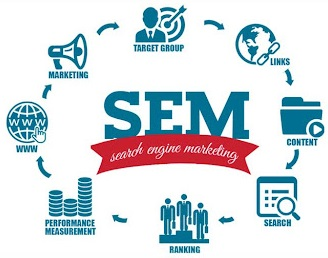 TARGET GROUP
LINKS
CONTENT
SEARCH
RANKING
PERFORMANCE
MEASUREMENT
WWW
WWW
MARKETING
SEM
search engine marketing